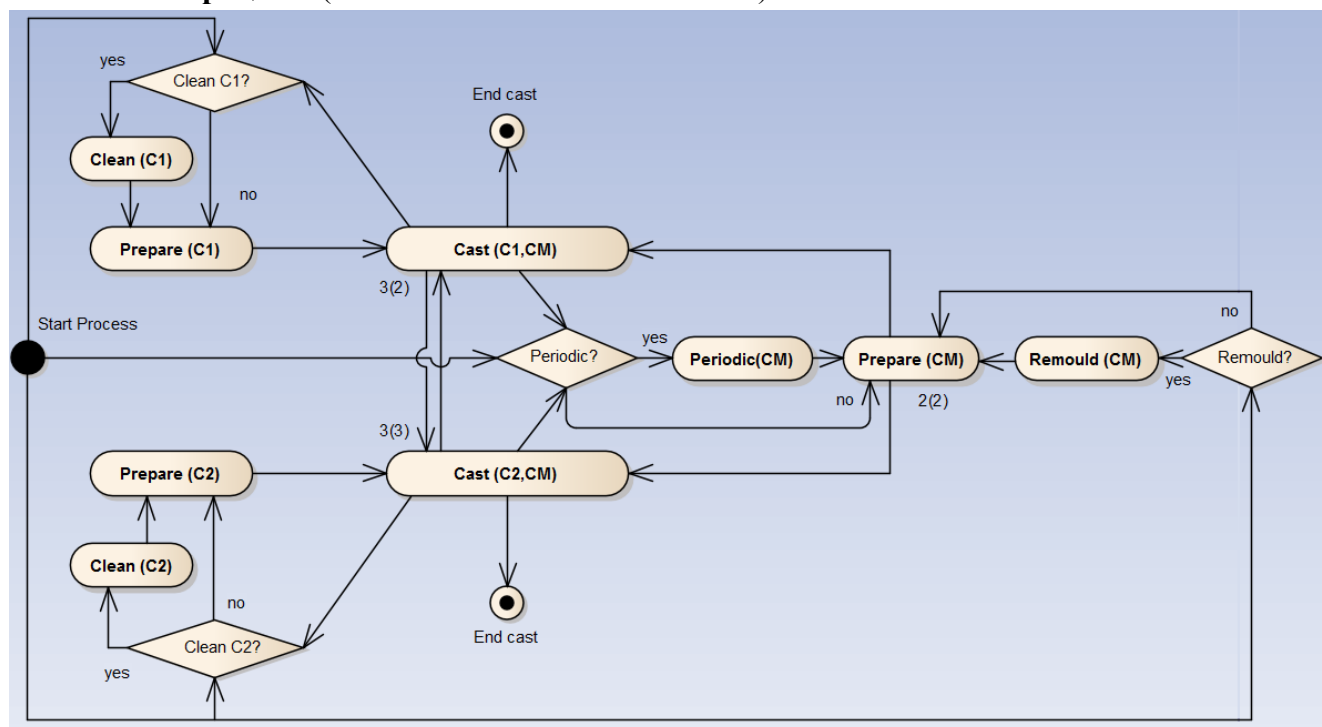 yes
Clean C1?
End cast
Clean (C1)
no
Prepare (C1)
Cast (C1,CM)
3(2)
Start Process
no
Periodic?
yes
Periodic(CM)
Prepare (CM)
Remould (CM)
Remould?
yes
no
2(2)
3(3)
Prepare (C2)
Cast (C2,CM)
Clean (C2)
no
End cast
Clean C2?
yes